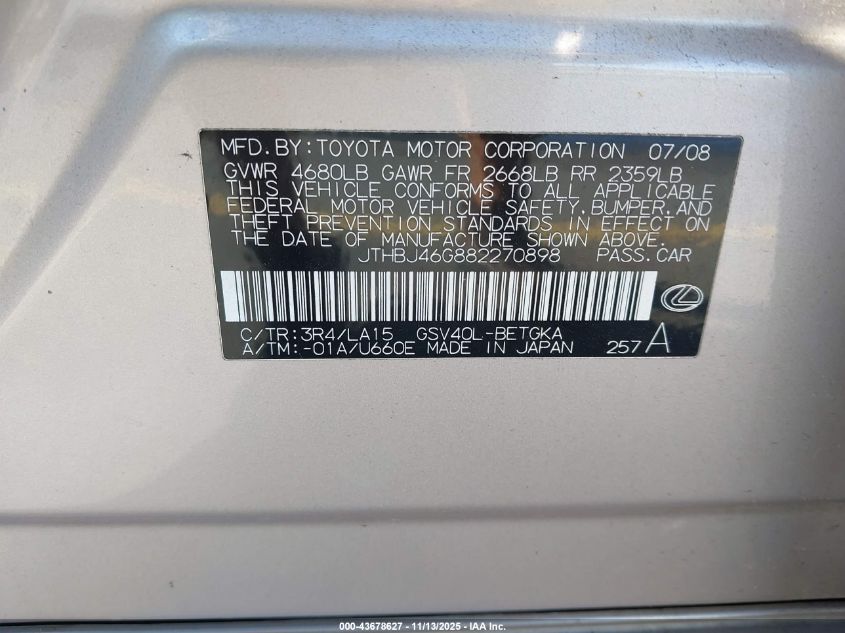 MFD. BY: TOYOTA MOTOR CORPORATION 07/08
GVWR 4680LB GAWR FR 2668LB RR 2359LB
THIS VEHICLE CONFORMS TO ALL APPLICABLE
FEDERAL MOTOR VEHICLE SAFETY, BUMPER, AND
THEFT PREVENTION STANDARDS IN EFFECT ON
THE DATE OF MANUFACTURE SHOWN ABOVE.
JTHBJ46G882270898 PASS. CAR
C/TR: 3R4/LA15 GSV40L-BETGKA
A/TM: -01A/U660E MADE IN JAPAN 257A
000-43678627 - 11/13/2025 - IAA Inc.